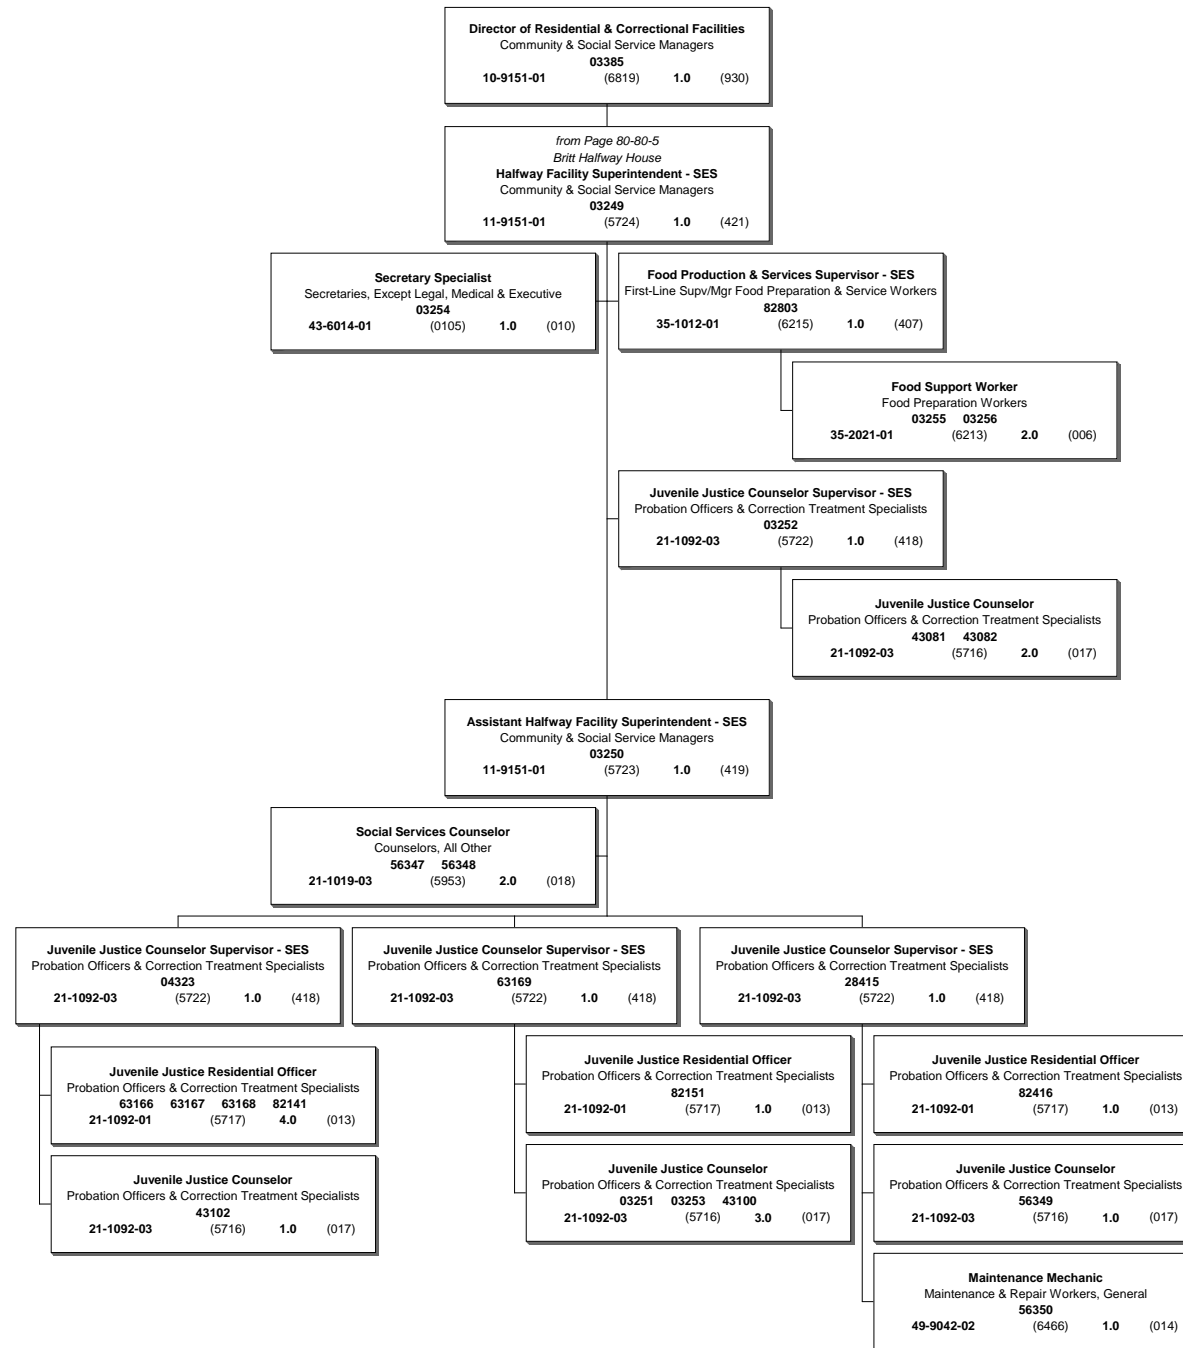 Director of Residential & Correctional Facilities
Community & Social Service Managers
03385
10-9151-01 (6819) 1.0 (930)
from Page 80-80-5
Britt Halfway House
Halfway Facility Superintendent - SES
Community & Social Service Managers
03249
11-9151-01 (5724) 1.0 (421)
Secretary Specialist
Secretaries, Except Legal, Medical & Executive
03254
43-6014-01 (0105) 1.0 (010)
Food Production & Services Supervisor - SES
First-Line Supv/Mgr Food Preparation & Service Workers
82803
35-1012-01 (6215) 1.0 (407)
Food Support Worker
Food Preparation Workers
03255 03256
35-2021-01 (6213) 2.0 (006)
Juvenile Justice Counselor Supervisor - SES
Probation Officers & Correction Treatment Specialists
03252
21-1092-03 (5722) 1.0 (418)
Juvenile Justice Counselor
Probation Officers & Correction Treatment Specialists
43081 43082
21-1092-03 (5716) 2.0 (017)
Assistant Halfway Facility Superintendent - SES
Community & Social Service Managers
03250
11-9151-01 (5723) 1.0 (419)
Social Services Counselor
Counselors, All Other
56347 56348
21-1019-03 (5953) 2.0 (018)
Juvenile Justice Counselor Supervisor - SES
Probation Officers & Correction Treatment Specialists
04323
21-1092-03 (5722) 1.0 (418)
Juvenile Justice Residential Officer
Probation Officers & Correction Treatment Specialists
63166 63167 63168 82141
21-1092-01 (5717) 4.0 (013)
Juvenile Justice Counselor
Probation Officers & Correction Treatment Specialists
43102
21-1092-03 (5716) 1.0 (017)
Juvenile Justice Counselor Supervisor - SES
Probation Officers & Correction Treatment Specialists
63169
21-1092-03 (5722) 1.0 (418)
Juvenile Justice Residential Officer
Probation Officers & Correction Treatment Specialists
82151
21-1092-01 (5717) 1.0 (013)
Juvenile Justice Counselor
Probation Officers & Correction Treatment Specialists
03251 03253 43100
21-1092-03 (5716) 3.0 (017)
Juvenile Justice Counselor Supervisor - SES
Probation Officers & Correction Treatment Specialists
28415
21-1092-03 (5722) 1.0 (418)
Juvenile Justice Residential Officer
Probation Officers & Correction Treatment Specialists
82416
21-1092-01 (5717) 1.0 (013)
Juvenile Justice Counselor
Probation Officers & Correction Treatment Specialists
56349
21-1092-03 (5716) 1.0 (017)
Maintenance Mechanic
Maintenance & Repair Workers, General
56350
49-9042-02 (6466) 1.0 (014)